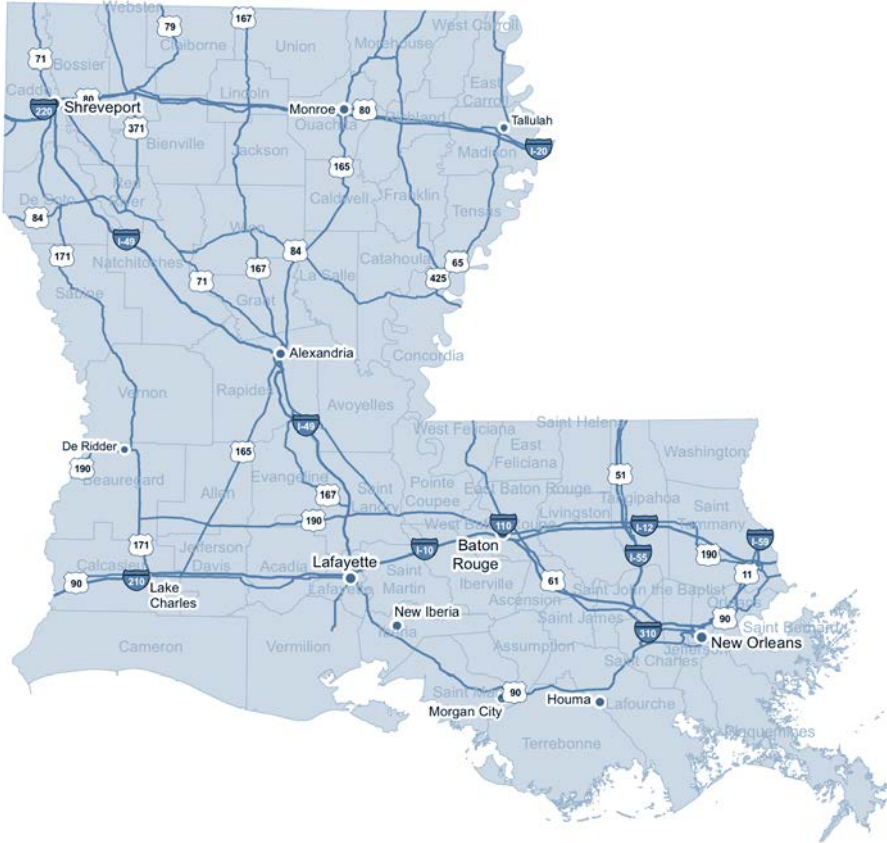 Webster
167
79
West Carroll
Claiborne
Union
Morehouse
71
Bossier
East
Carroll
Caddo
Lincoln
80
Shreveport
Monroe
80
220
Ouachita
Richland
Tallulah
371
I-20
Bienville
Jackson
Madison
165
Red
River
Caldwell
Franklin
De Soto
Tensas
84
Winn
I-49
171
84
65
Catahoula
Natchitoches
167
La Salle
71
425
Sabine
Grant
Alexandria
Concordia
Vernon
Rapides
Avoyelles
I-49
Saint Helena
West Feliciana
De Ridder
East
Feliciana
Washington
165
190
51
Beauregard
Evangeline
Pointe
Coupee
East Baton Rouge
Allen
167
Saint
Landry
Tangipahoa
Saint
Tammany
Livingston
190
West Baton Rouge
110
I-12
171
Jefferson
Davis
I-10
Baton
Rouge
I-59
I-55
190
Calcasieu
Acadia
Lafayette
11
90
210
Lafayette
Saint
Martin
Iberville
61
Saint John the Baptist
Lake
Charles
Ascension
Orleans
New Iberia
Saint James
90
Iberia
310
Saint Bernard
Cameron
Vermilion
Assumption
New Orleans
Jefferson
Saint Charles
Saint Mary
90
Houma
Morgan City
Lafourche
Plaquemines
Terrebonne